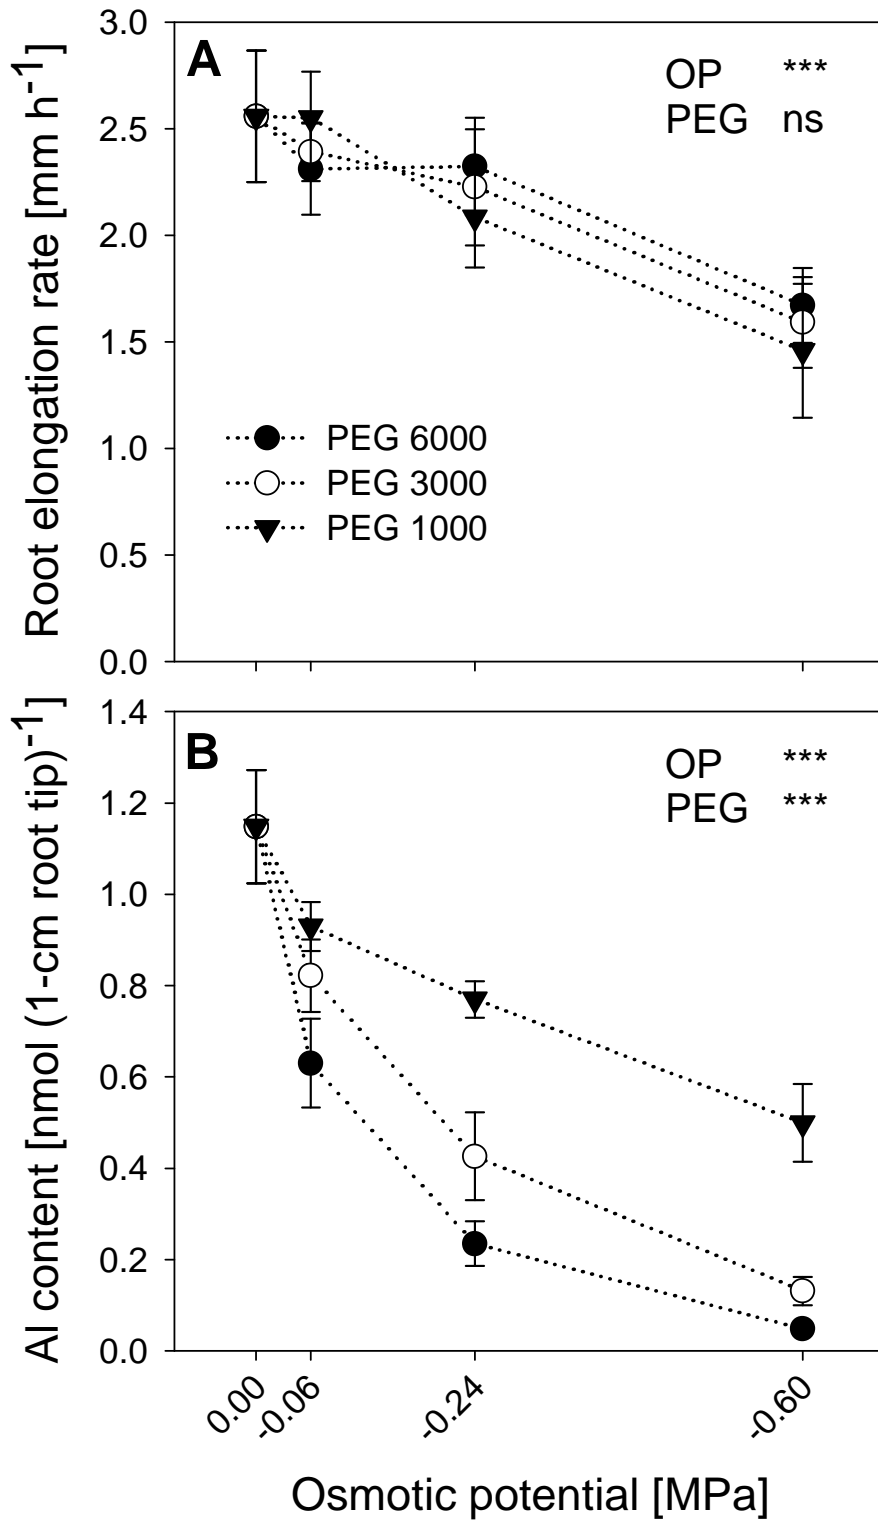 A
OP ***
PEG ns
Root elongation rate [mm h-1]
3.0
2.5
2.0
1.5
1.0
0.5
0.0
PEG 6000
PEG 3000
PEG 1000
B
OP ***
PEG ***
Al content [nmol (1-cm root tip)-1]
1.4
1.2
1.0
0.8
0.6
0.4
0.2
0.0
0.00 -0.06 -0.24 -0.60
Osmotic potential [MPa]